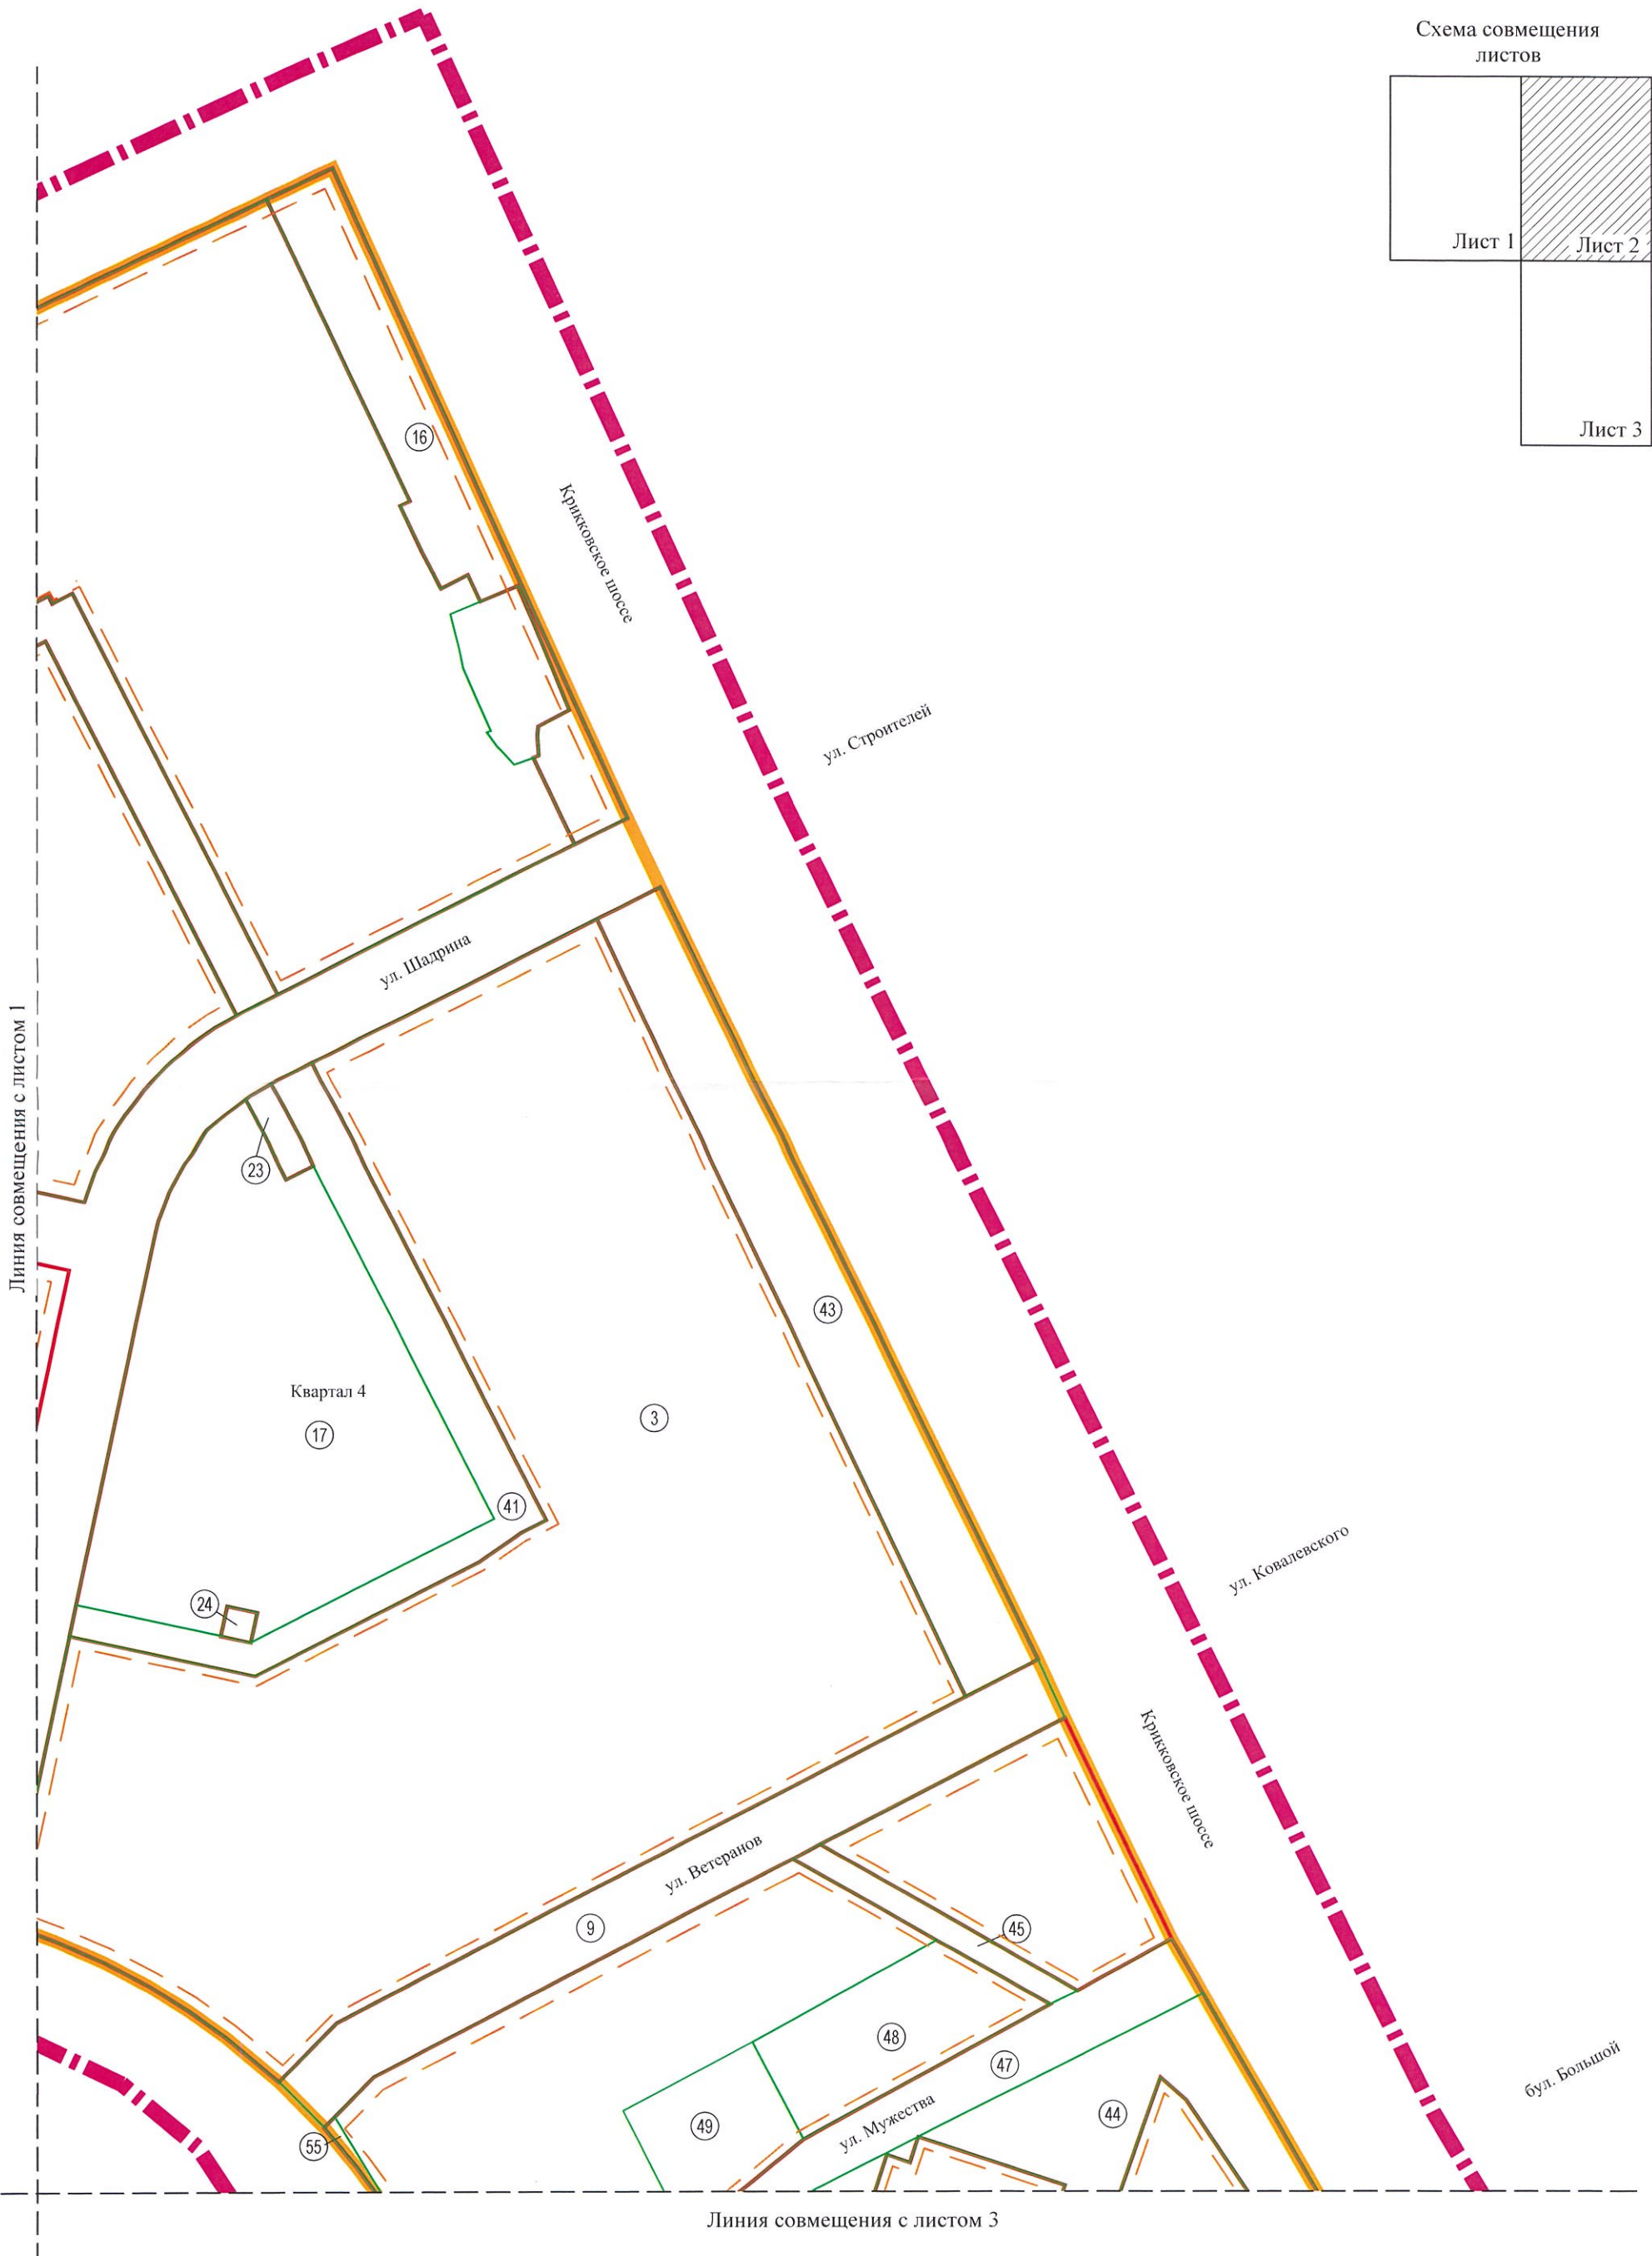 Схема совмещения
листов
Лист 1
Лист 2
Лист 3
16
Крикковское шоссе
ул. Строителей
ул. Шадрина
Линия совмещения с листом 1
23
43
Квартал 4
17
3
41
ул. Ковалевского
24
Крикковское шоссе
ул. Ветеранов
9
45
48
47
бул. Большой
49
ул. Мужества
44
55
Линия совмещения с листом 3